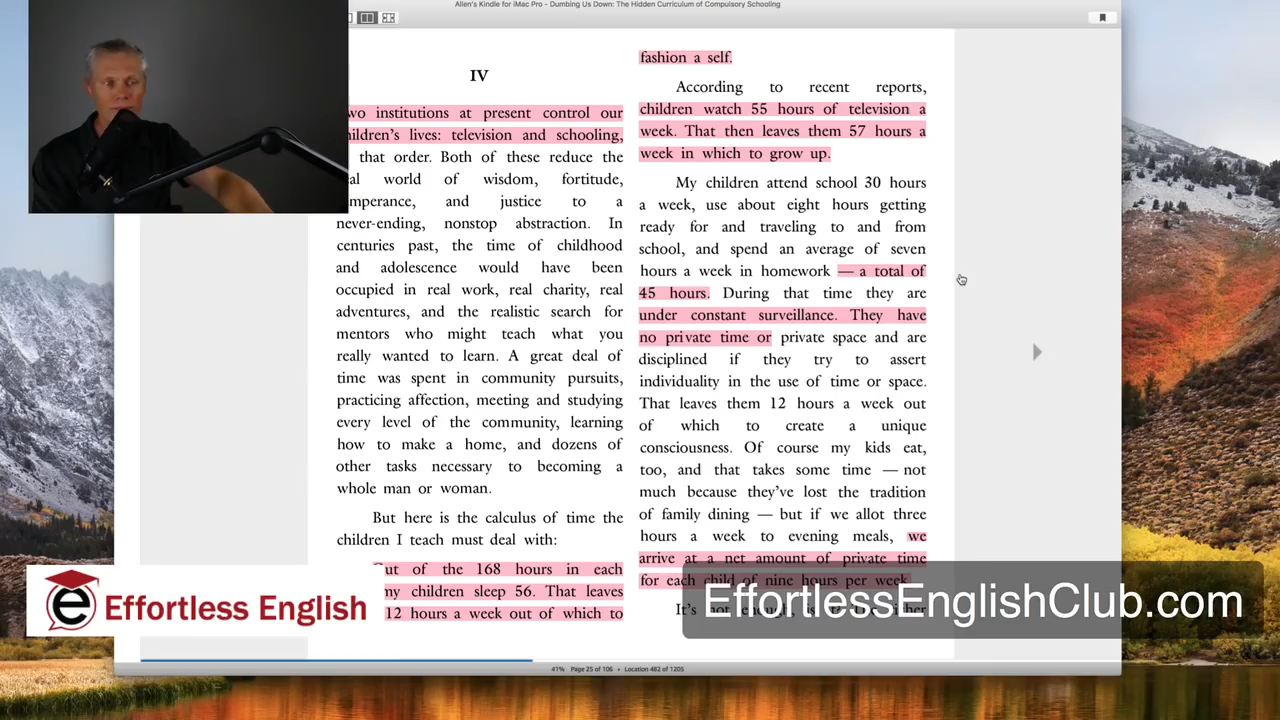 Allen's Kindle for iMac Pro - Dumbing Us Down: The Hidden Curriculum of Compulsory Schooling
IV
institutions at present control our
lives: television and schooling,
that order. Both of these reduce the
world of wisdom, fortitude,
and justice to a
never-ending, nonstop abstraction. In
centuries past, the time of childhood
and adolescence would have been
occupied in real work, real charity, real
adventures, and the realistic search for
mentors who might teach what you
really wanted to learn. A great deal of
time was spent in community pursuits,
practicing affection, meeting and studying
every level of the community, learning
how to make a home, and dozens of
other tasks necessary to becoming a
whole man or woman.
But here is the calculus of time the
children I teach must deal with:
of the 168 hours in each
my children sleep 56. That leaves
12 hours a week out of which to
fashion a self.
According to recent reports,
children watch 55 hours of television a
week. That then leaves them 57 hours a
week in which to grow up.
My children attend school 30 hours
a week, use about eight hours getting
ready for and traveling to and from
school, and spend an average of seven
hours a week in homework — a total of
45 hours. During that time they are
under constant surveillance. They have
no private time or private space and are
disciplined if they try to assert
individuality in the use of time or space.
That leaves them 12 hours a week out
of which to create a unique
consciousness. Of course my kids eat,
too, and that takes some time — not
much because they've lost the tradition
of family dining — but if we allot three
hours a week to evening meals, we
arrive at a net amount of private time
for each child of nine hours per week.
It's not enough,
e Effortless English
EffortlessEnglishClub.com
41% Page 25 of 106 Location 482 of 1205